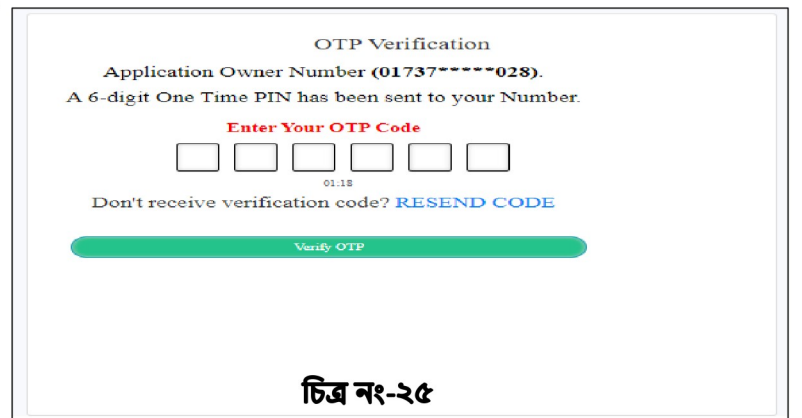 OTP Verification
Application Owner Number (01737*****028).
A 6-digit One Time PIN has been sent to your Number.
Enter Your OTP Code
01:18
Don't receive verification code? RESEND CODE
Verify OTP
চিত্র নং-২৫